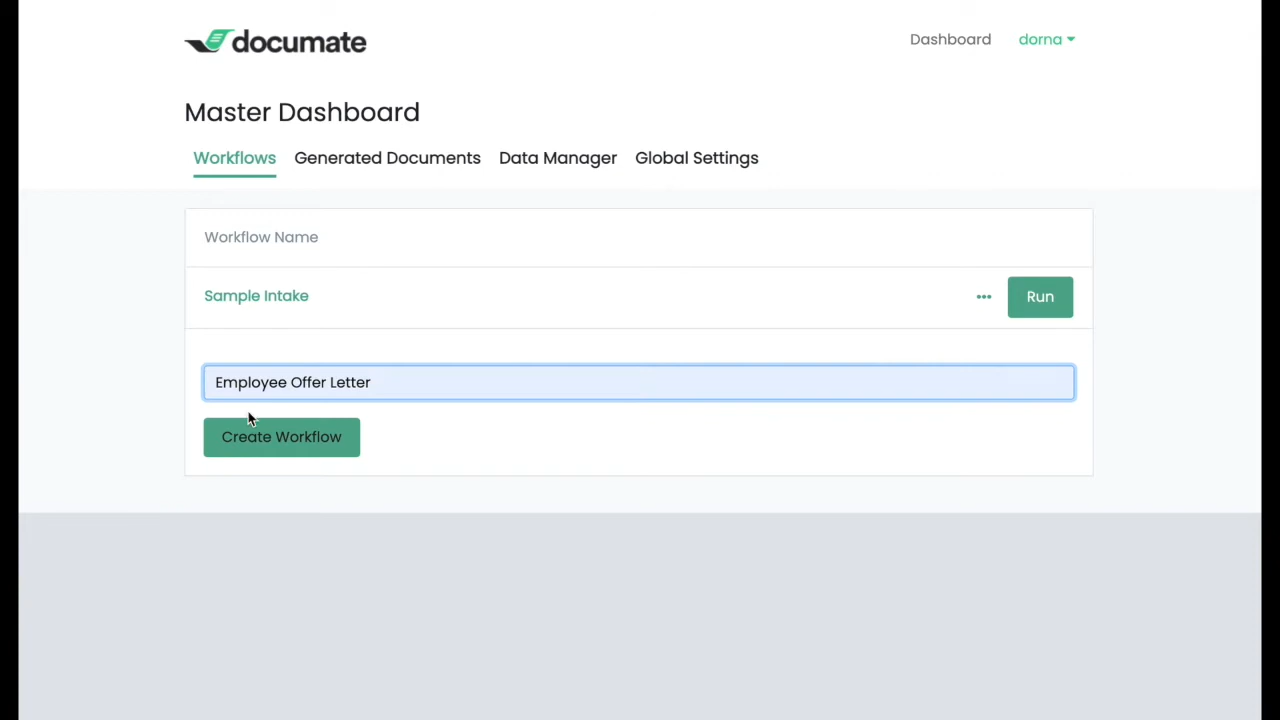 documate
Dashboard dorna
Master Dashboard
Workflows Generated Documents Data Manager Global Settings
Workflow Name
Sample Intake ••• Run
Employee Offer Letter
Create Workflow